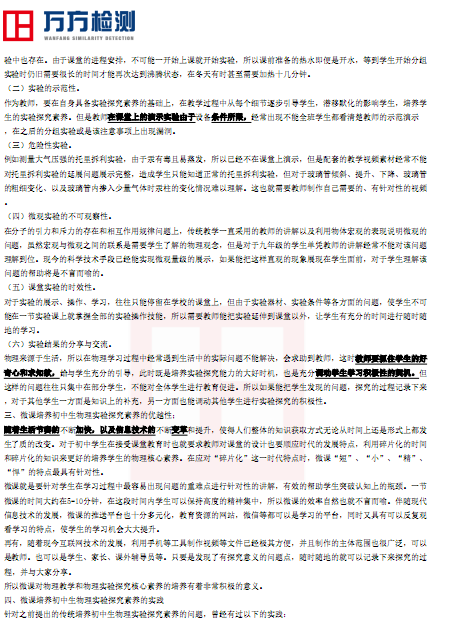 万方检测
WANFANG SIMILARITY DETECTION
验中也存在。由于课堂的进程安排，不可能一开始上课就开始实验，所以课前准备的热水即便是开水，等到学生开始分组
实验时仍旧需要很长的时间才能再次达到沸腾状态，在冬天有时甚至需要加热十几分钟。
（二）实验的示范性。
作为教师，要在自身具备实验探究素养的基础上，在教学过程中从每个细节逐步引导学生，潜移默化的影响学生，培养学
生的实验探究素养。但是教师在课堂上的演示实验由于设备条件所限，经常出现不能全班学生都看清楚教师的示范演示
，在之后的分组实验或是该注意事项上出现漏洞。
（三）危险性实验。
例如测量大气压强的托里拆利实验，由于汞有毒且易蒸发，所以已经不在课堂上演示，但是配套的教学视频素材经常不能
对托里拆利实验的延展问题展示完整，造成学生只能知道正常的托里拆利实验，但对于玻璃管倾斜、提升、下降、玻璃管
的粗细变化、以及玻璃管内掺入少量气体时汞柱的变化情况难以理解。这也就需要教师制作自己需要的、有针对性的视频
。
（四）微观实验的不可观察性。
在分子的引力和斥力的存在和相互作用规律问题上，传统教学一直采用的教师的讲解以及利用物体宏观的表现说明微观的
问题，虽然宏观与微观之间的联系是需要学生了解的物理观念，但是对于九年级的学生单凭教师的讲解经常不能对该问题
理解到位。现今的科学技术手段已经能实现微观量级的展示，如果能把这样直观的现象展现在学生面前，对于学生理解该
问题的帮助将是不言而喻的。
（五）课堂实验的时效性。
对于实验的展示、操作、学习，往往只能停留在学校的课堂上，但由于实验器材、实验条件等各方面的问题，使学生不可
能在一节实验课上就掌握全部的实验操作技能，所以需要教师能把实验延伸到课堂以外，让学生有充分的时间进行随时随
地的学习。
（六）实验结果的分享与交流。
物理来源于生活，所以在物理学习过程中经常遇到生活中的实际问题不能解决，会求助到教师，这时教师要抓住学生的好
奇心和求知欲，给与学生充分的引导，此时既是培养实验探究能力的大好时机，也是充分调动学生学习积极性的契机。但
这样的问题往往只集中在部分学生，不能对全体学生进行教育促进。所以如果能把学生发现的问题，探究的过程记录下来
，对于其他学生一方面是知识上的补充，另一方面也能调动其他学生进行实验探究的积极性。
三、微课培养初中生物理实验探究素养的优越性；
随着生活节奏的不断加快，以及信息技术的不断变革和提升，使得人们整体的知识获取方式无论从时间上还是形式上都发
生了质的改变。对于初中学生在接受课堂教育时也就要求教师对课堂的设计也要顺应时代的发展特点，利用碎片化的时间
和碎片化的知识来更好的培养学生的物理核心素养。在应对“碎片化”这一时代特点时，微课“短”、“小”、“精”、
“悍”的特点最具有针对性。
微课就是要针对学生在学习过程中最容易出现问题的重难点进行针对性的讲解，有效的帮助学生突破认知上的瓶颈。一节
微课的时间大约在5-10分钟，在这段时间内学生可以保持高度的精神集中，所以微课的效率自然也就不言而喻。伴随现代
信息技术的发展，微课的推送平台也十分多元化，教育资源的网站，微信等都可以是学习的平台，同时又具有可以反复观
看学习的特点，使学生的学习机会大大提升。
再有，随着现今互联网技术的发展，利用手机等工具制作视频等文件已经极其方便，并且制作的主体范围也很广泛，可以
是教师。也可以是学生、家长、课外辅导员等。只要是发现了有探究意义的问题点，随时随地的就可以记录下来探究的过
程，并与大家分享。
所以微课对物理教学和物理实验探究核心素养的培养有着非常积极的意义。
四、微课培养初中生物理实验探究素养的实践
针对之前提出的传统培养初中生物理实验探究素养的问题，曾经有过以下的实践：